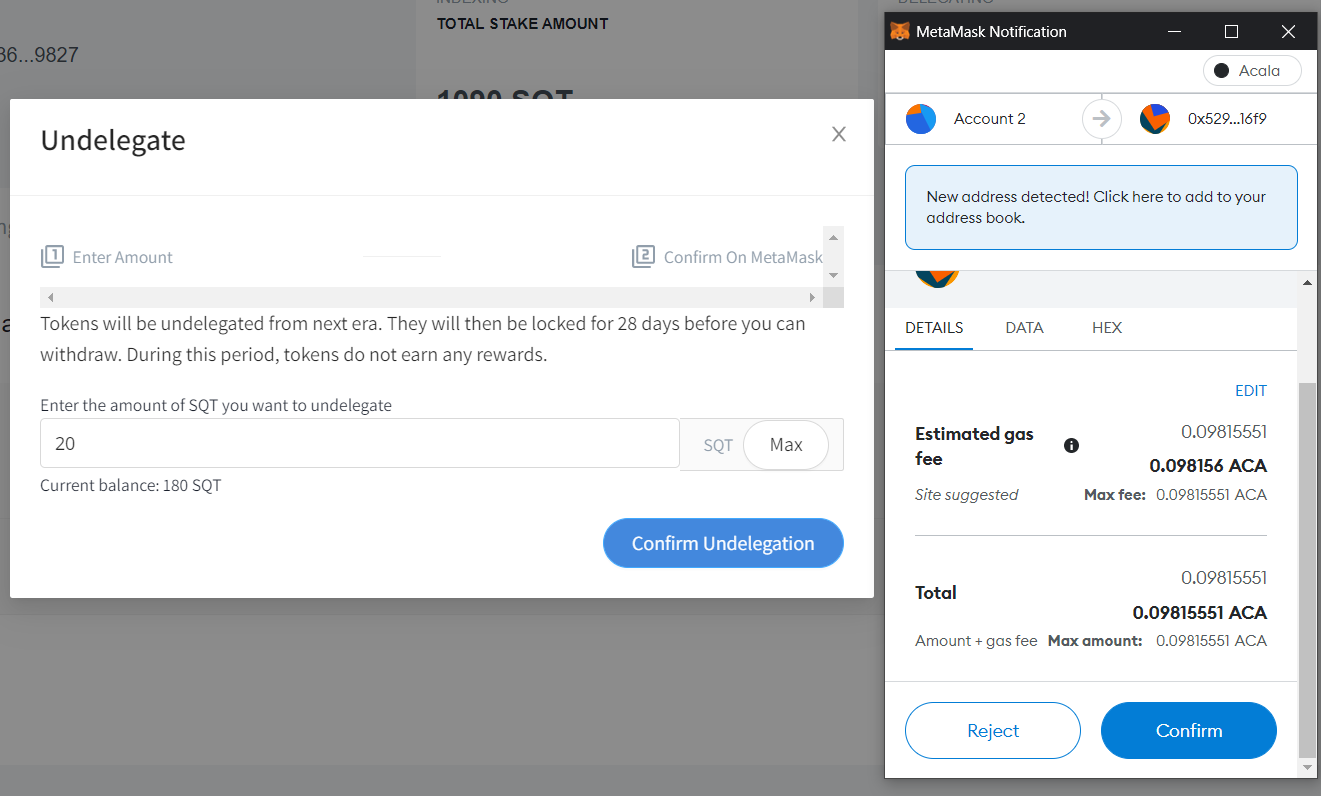 INDEXING
DELEGATING
TOTAL STAKE AMOUNT
36...9827
1090 SQT
Undelegate
1 Enter Amount
2 Confirm On MetaMask
Tokens will be undelegated from next era. They will then be locked for 28 days before you can
withdraw. During this period, tokens do not earn any rewards.
Enter the amount of SQT you want to undelegate
20
SQT
Max
Current balance: 180 SQT
Confirm Undelegation
MetaMask Notification
Acala
Account 2
0x529...16f9
New address detected! Click here to add to your
address book.
DETAILS
DATA
HEX
EDIT
Estimated gas
fee
0.09815551
0.098156 ACA
Site suggested
Max fee: 0.09815551 ACA
0.09815551
Total
0.09815551 ACA
Amount + gas fee Max amount: 0.09815551 ACA
Reject
Confirm